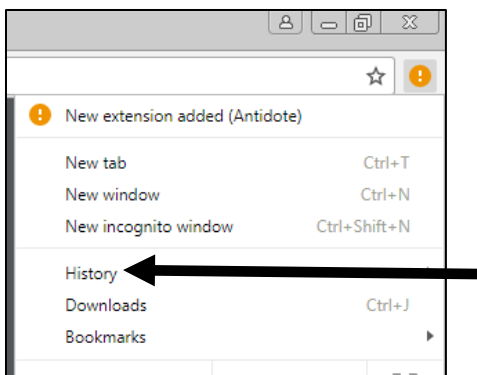 New extension added (Antidote)
New tab Ctrl+T
New window Ctrl+N
New incognito window Ctrl+Shift+N
History
Downloads Ctrl+J
Bookmarks